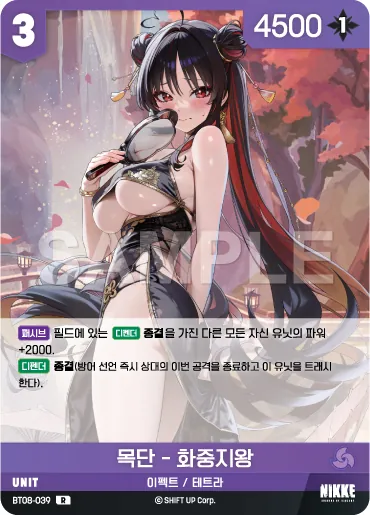 3
4500 1
SAMPLE
패시브 필드에 있는 디펜더 종결을 가진 다른 모든 자신 유닛의 파워
+2000.
디펜더 종결(방어 선언 즉시 상대의 이번 공격을 종료하고 이 유닛을 트래시
한다).
목단 - 화중지왕
UNIT
이펙트 / 테트라
BT08-039 R
©SHIFT UP Corp.
NIKKE